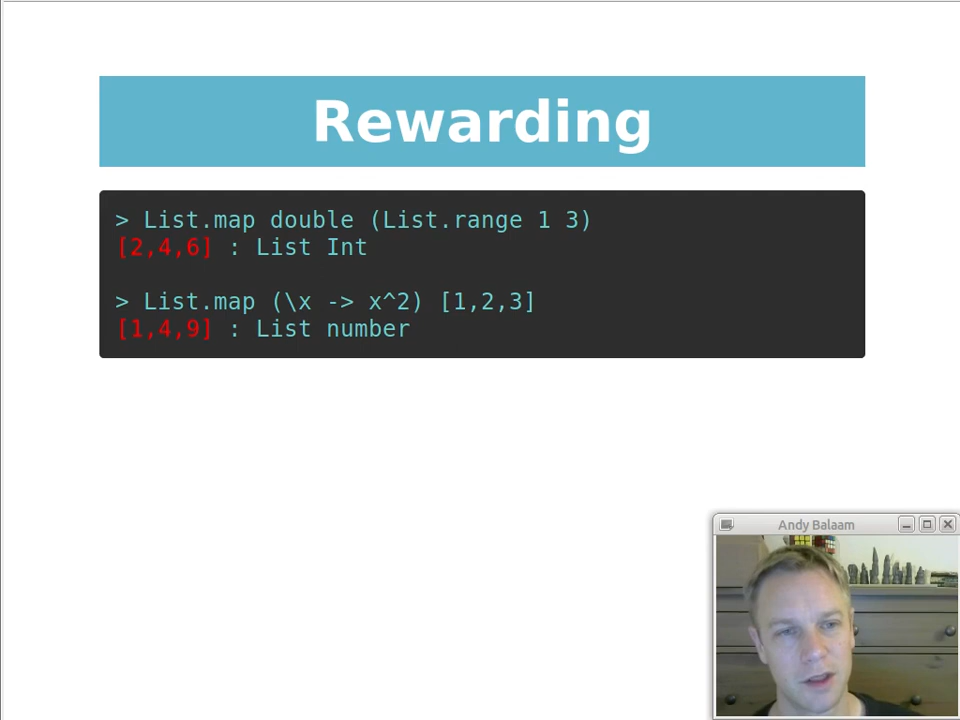 Rewarding
> List.map double (List.range 1 3)
[2,4,6] : List Int
> List.map (\x -> x^2) [1,2,3]
[1,4,9] : List number
Andy Balaam